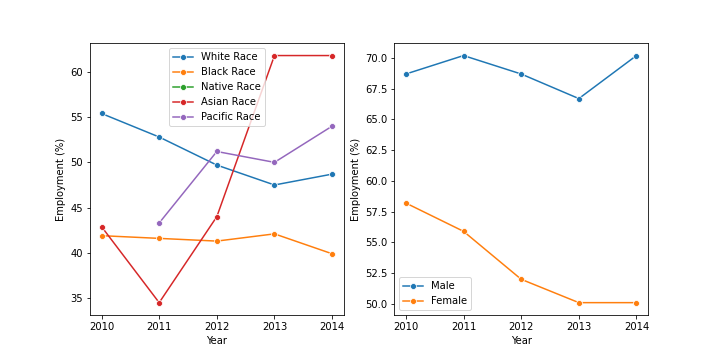 White Race
Black Race
Native Race
Asian Race
Pacific Race
60
55
50
45
40
35
Employment (%)
2010 2011 2012 2013 2014
Year
70.0
67.5
65.0
62.5
60.0
57.5
55.0
52.5
50.0
Employment (%)
Male
Female
2010 2011 2012 2013 2014
Year